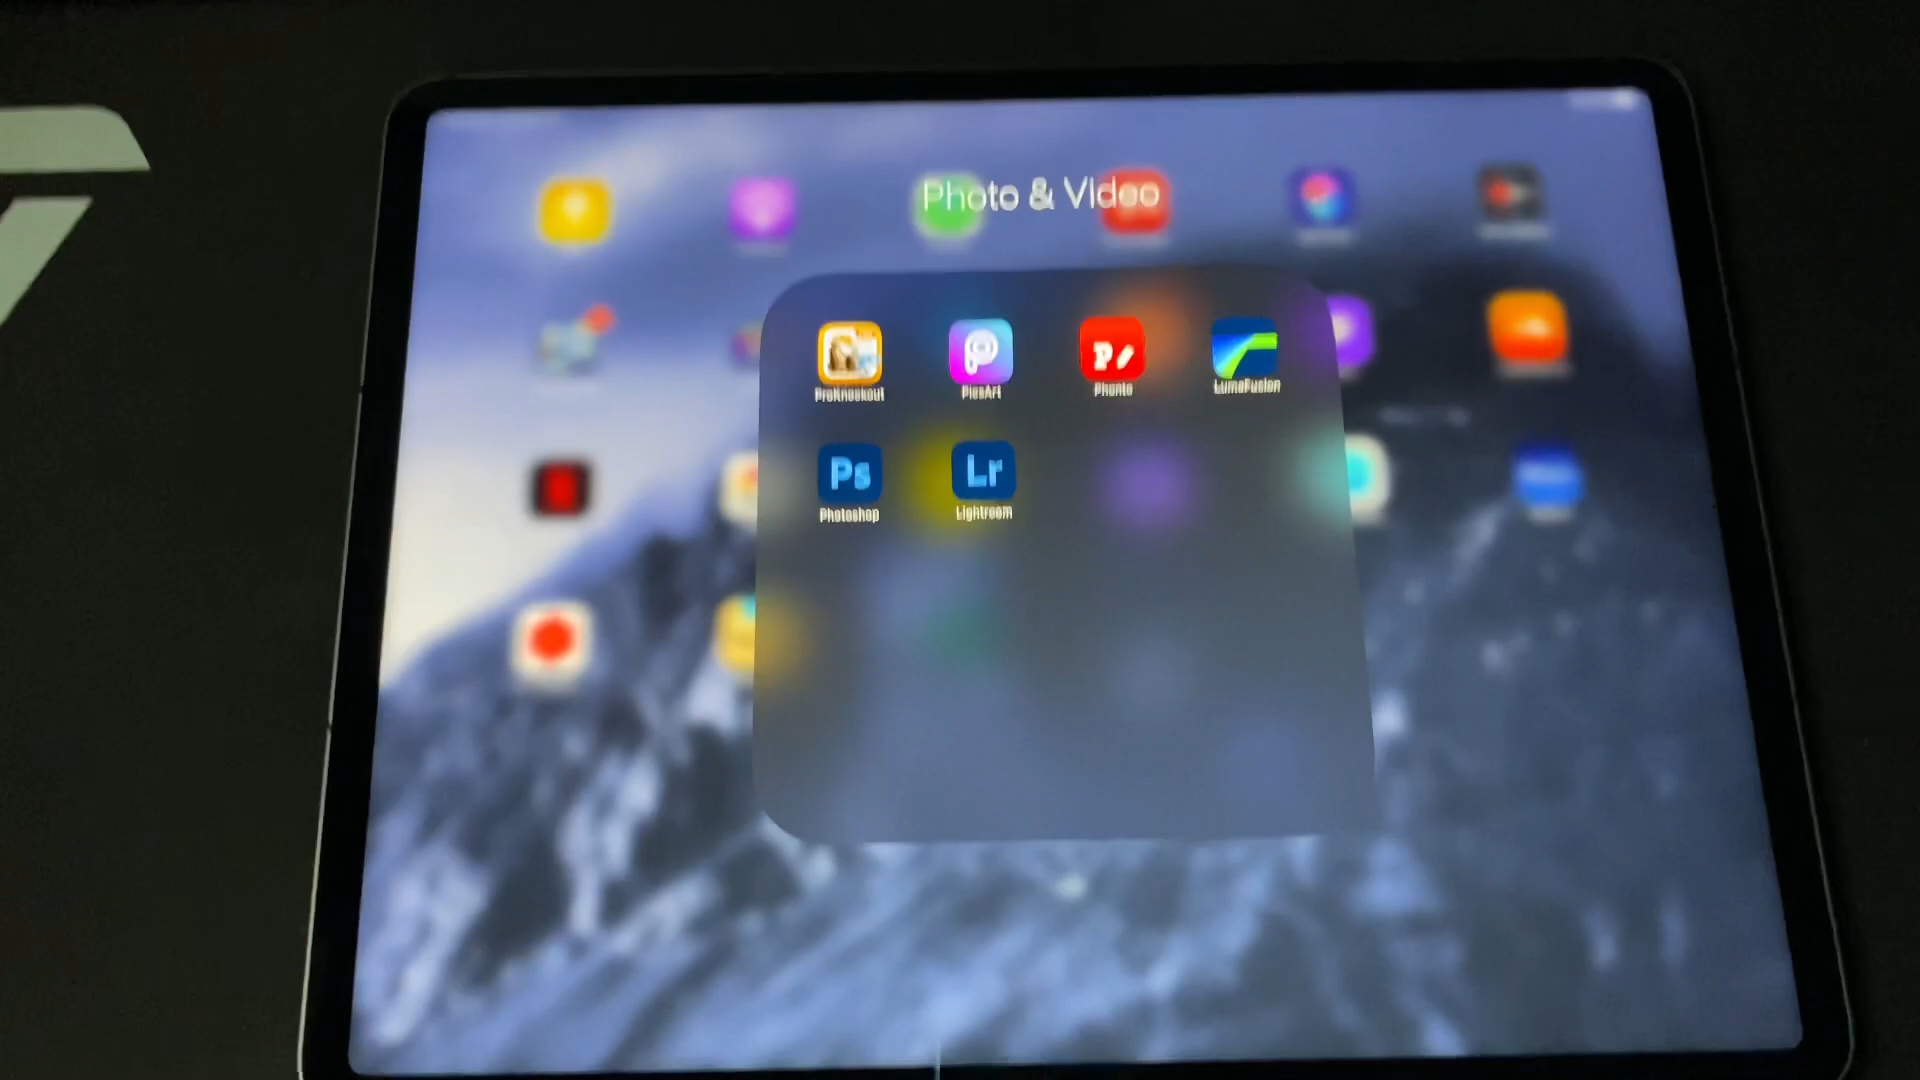 Photo & Video
ProKnockout
PicsArt
Phonto
LumaFusion
Ps
Lr
Photoshop
Lightroom